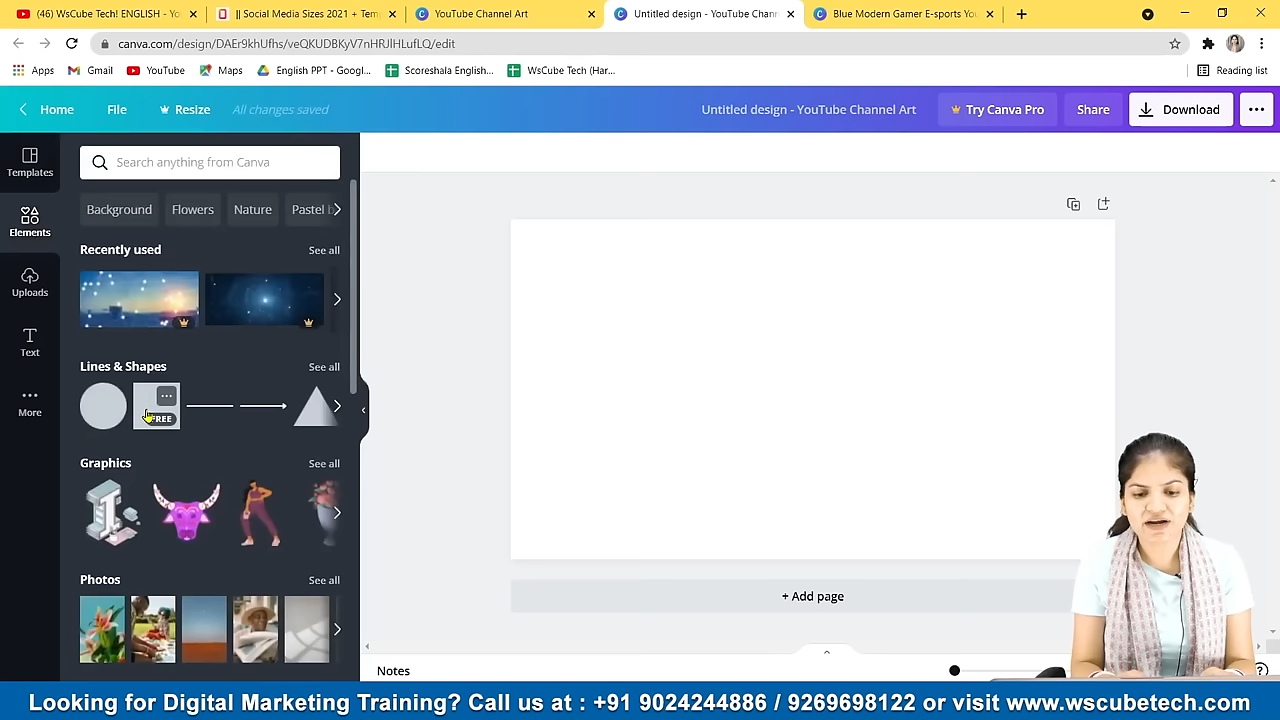 (46) WsCube Tech! ENGLISH - Yo
|| Social Media Sizes 2021 + Tem
YouTube Channel Art
Untitled design - YouTube Chann
Blue Modern Gamer E-sports You
canva.com/design/DAEr9khUfhs/veQKUDBKyV7nHRJlHLufLQ/edit
Apps
Gmail
YouTube
Maps
English PPT - Googl...
Scoreshala English...
WsCube Tech (Har...
Reading list
Home
File
Resize
All changes saved
Untitled design - YouTube Channel Art
Try Canva Pro
Share
Download
Templates
Elements
Uploads
Text
More
Search anything from Canva
Background
Flowers
Nature
Pastel b
Recently used
See all
Lines & Shapes
See all
FREE
Graphics
See all
Photos
See all
+ Add page
Notes
Looking for Digital Marketing Training? Call us at : +91 9024244886 / 9269698122 or visit www.wscubetech.com